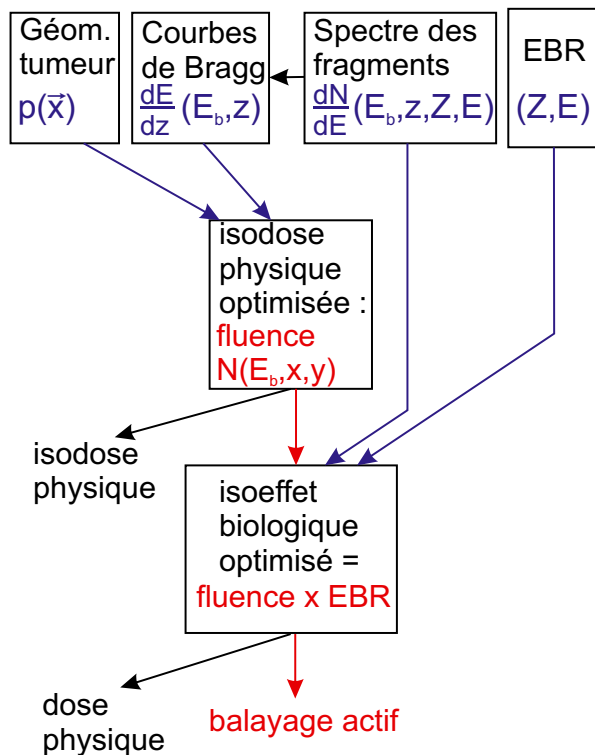 Géom.
tumeur
p(x⃗)
Courbes
de Bragg
dE/dz (E_b,z)
Spectre des
fragments
dN/dE (E_b,z,Z,E)
EBR
(Z,E)
isodose
physique
optimisée :
fluence
N(E_b,x,y)
isodose
physique
isoeffet
biologique
optimisé =
fluence x EBR
dose
physique
balayage actif